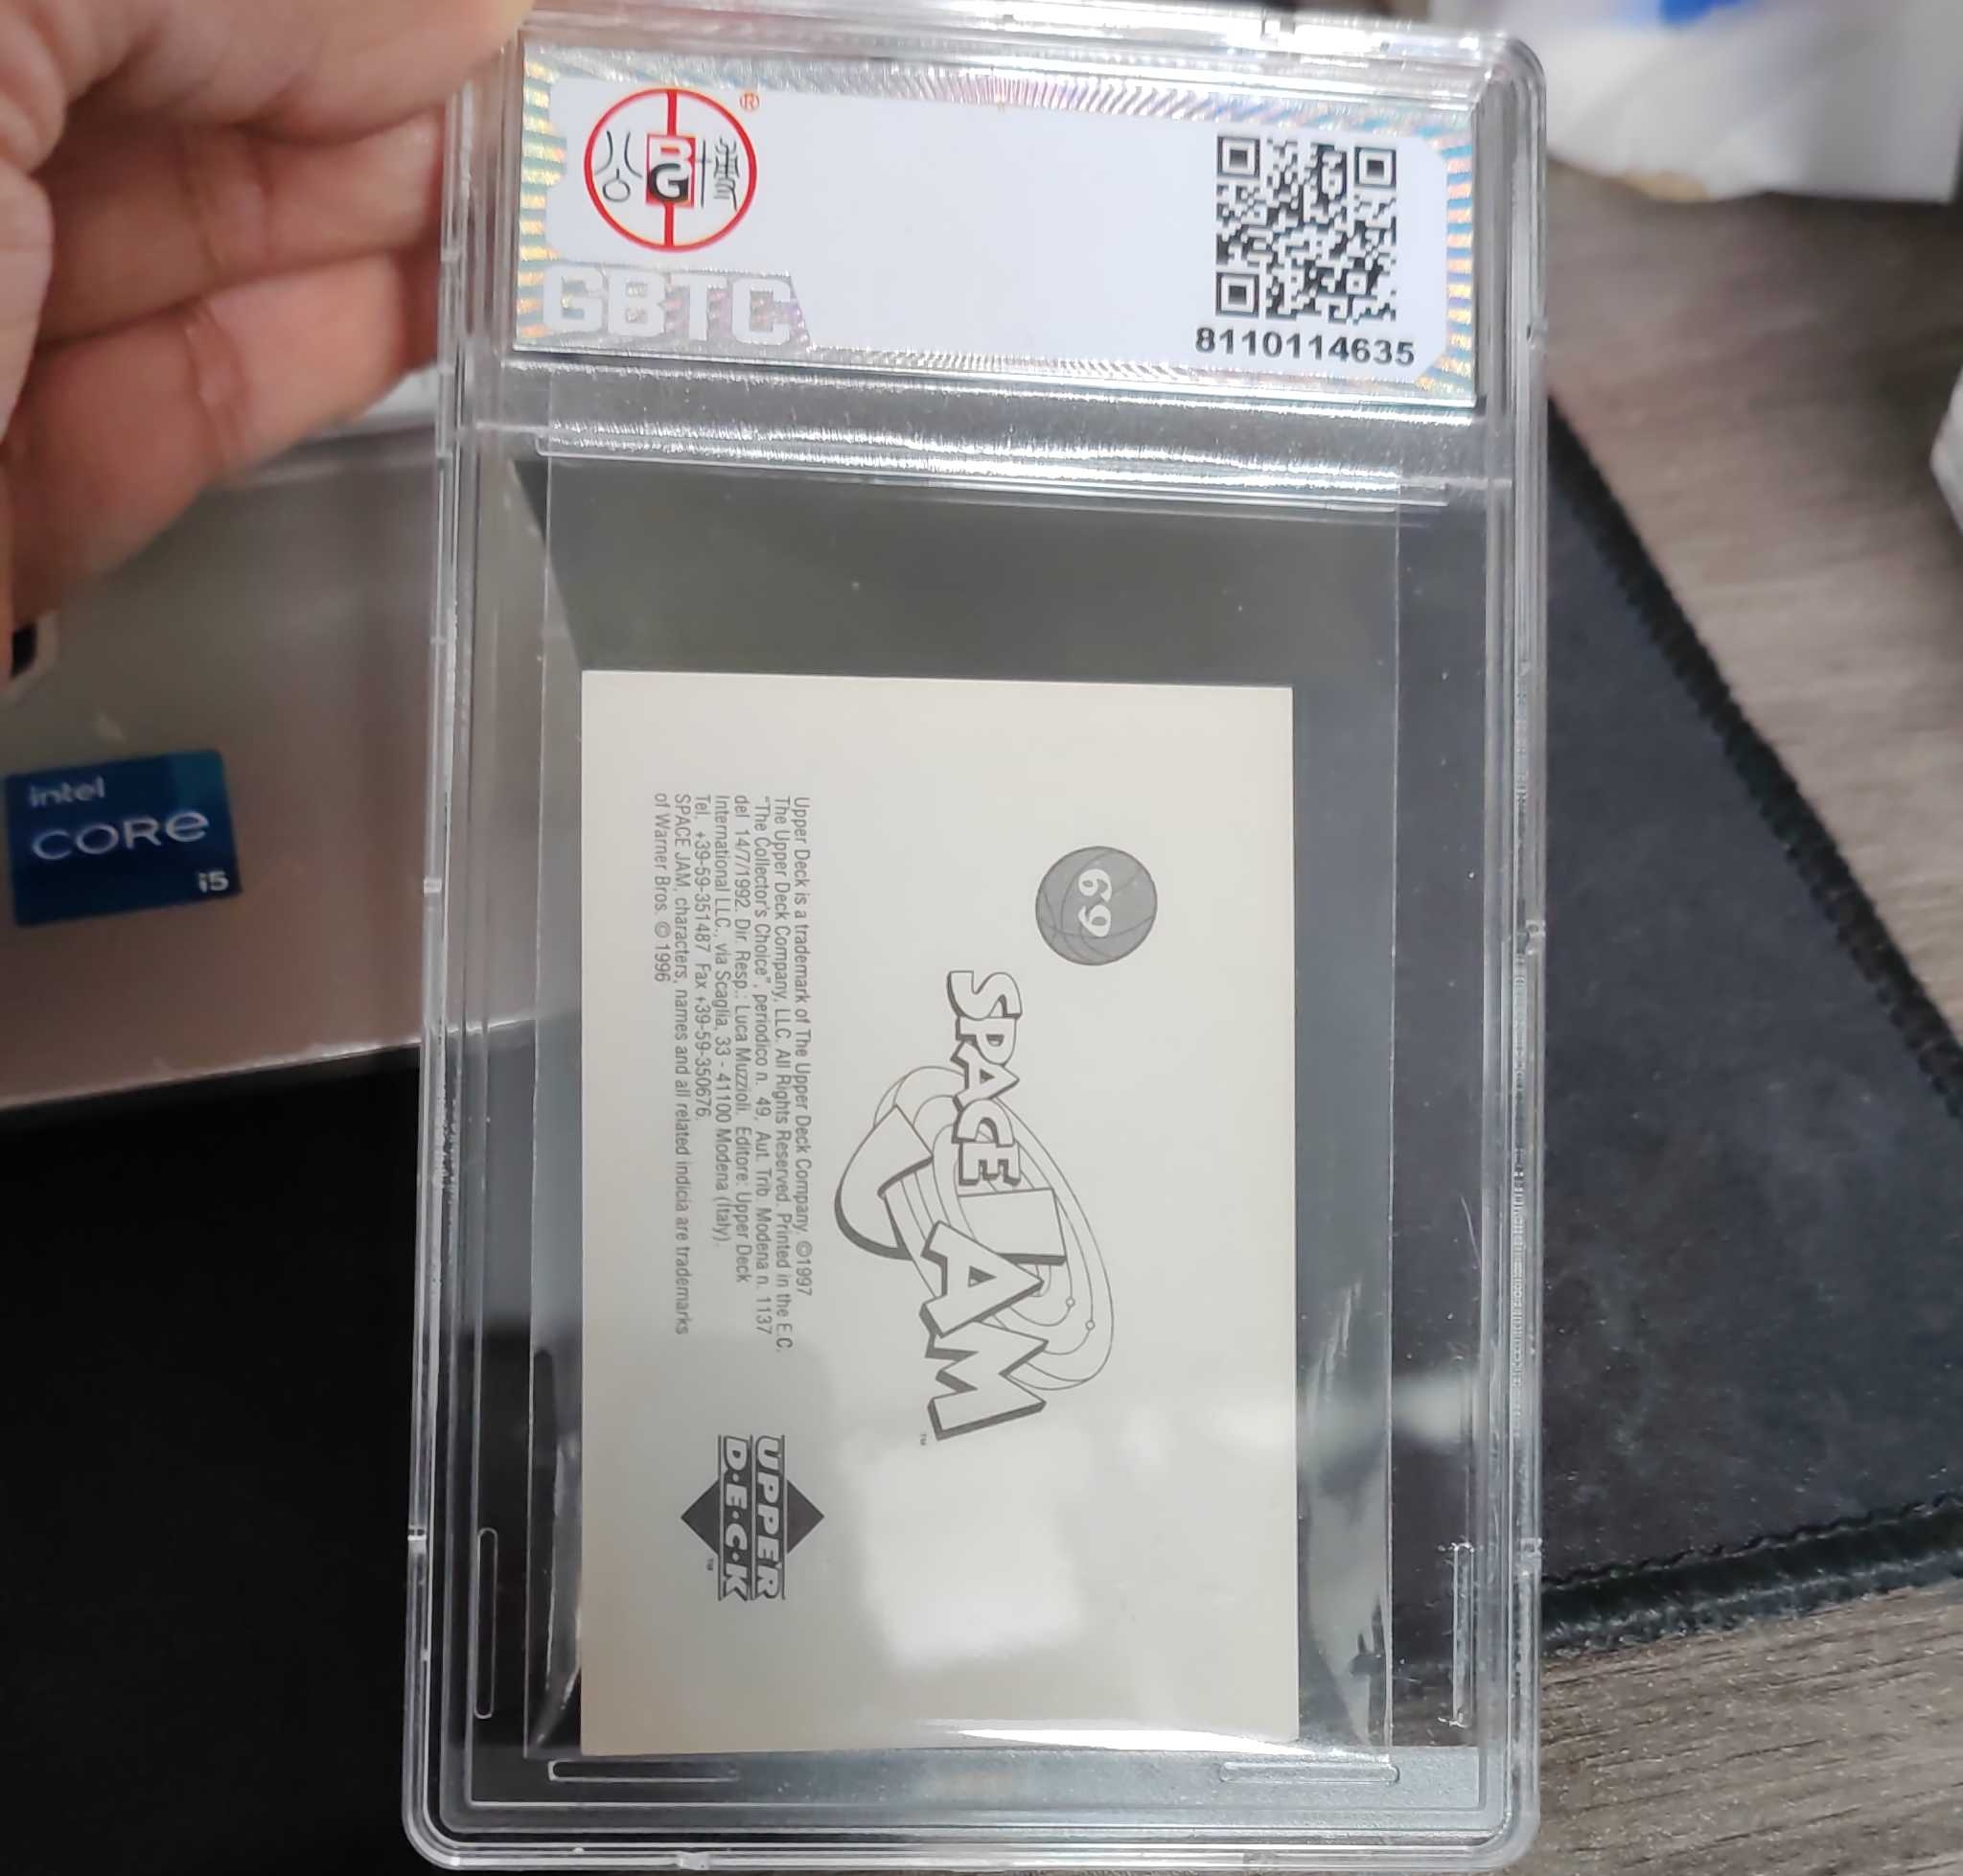 ®
BG
GBTC
8110114635
intel
CORe
i5
69
SPACE
JAM
™
Upper Deck is a trademark of The Upper Deck Company. ©1997
The Upper Deck Company, LLC. All Rights Reserved. Printed in the E.C.
"The Collector's Choice", periodico n. 49, Aut. Trib. Modena n. 1137
del 14/7/1992. Dir. Resp.: Luca Muzzioli. Editore: Upper Deck
International LLC., via Scaglia, 33 - 41100 Modena (Italy).
Tel. +39-59-351487 Fax +39-59-350676.
SPACE JAM, characters, names and all related indicia are trademarks
of Warner Bros. © 1996
UPPER
D·E·C·K
™